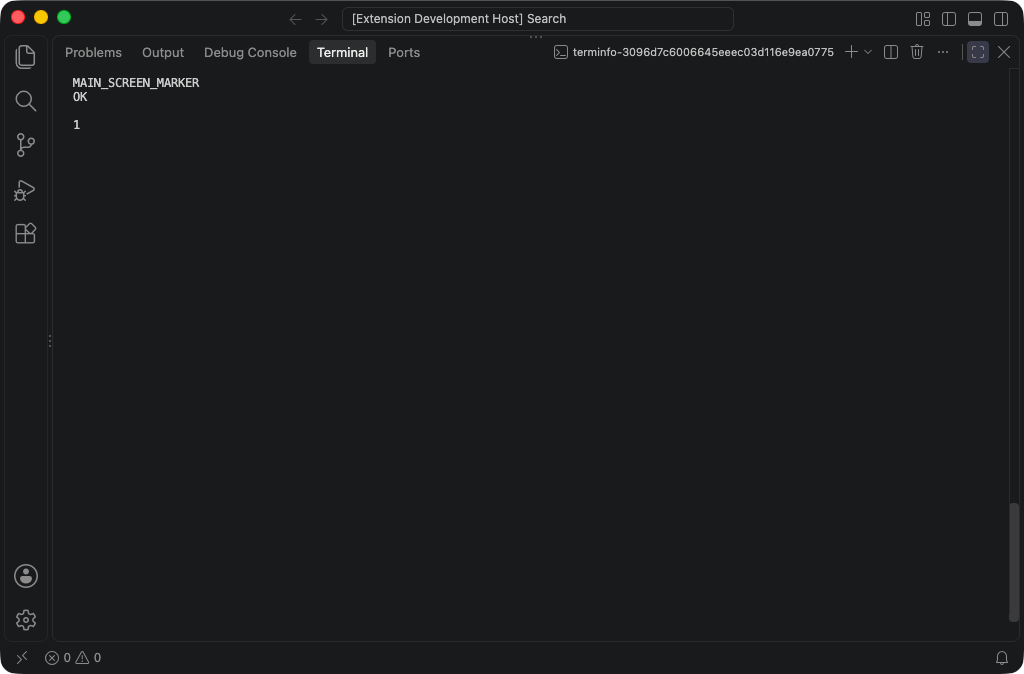 [Extension Development Host] Search
Problems Output Debug Console Terminal Ports
terminfo-3096d7c6006645eeec03d116e9ea0775
MAIN_SCREEN_MARKER
OK
1
0 0